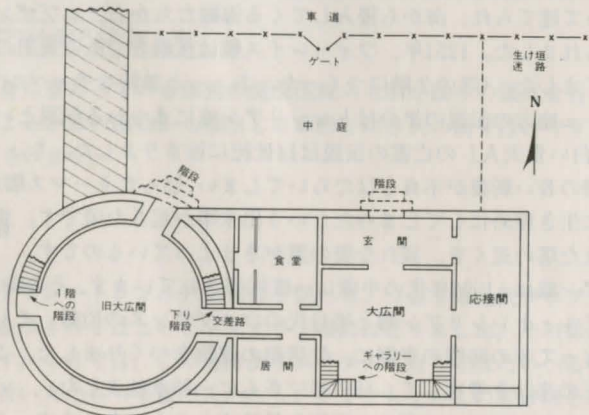 車道
ゲート
生け垣
迷路
N
中庭
階段
階段
玄関
食堂
応接間
1階
への
階段
旧大広間
下り
階段
交差路
大広間
居間
ギャラリー
への階段